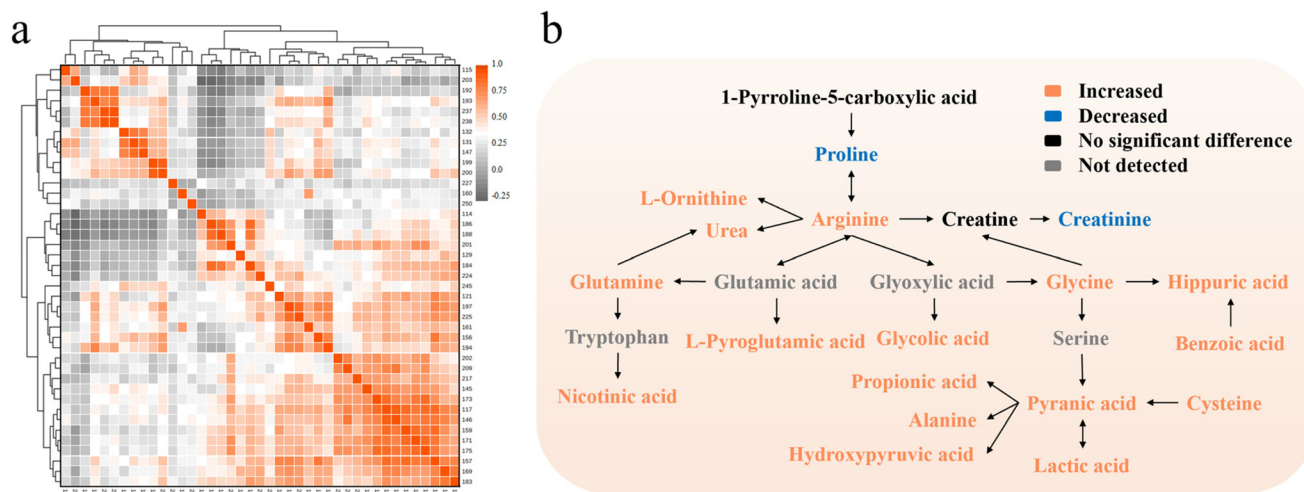 a
1.0
0.75
0.50
0.25
0.0
-0.25
115
203
192
193
237
238
132
131
147
199
200
227
160
250
114
186
188
201
129
184
224
245
121
197
225
161
156
194
202
209
217
145
173
117
146
159
171
175
157
169
183
b
Increased
Decreased
No significant difference
Not detected
1-Pyrroline-5-carboxylic acid
Proline
L-Ornithine
Urea
Arginine
Creatine
Creatinine
Glutamine
Glutamic acid
Glyoxylic acid
Glycine
Hippuric acid
Tryptophan
L-Pyroglutamic acid
Glycolic acid
Serine
Benzoic acid
Nicotinic acid
Propionic acid
Alanine
Hydroxypyruvic acid
Pyranic acid
Cysteine
Lactic acid